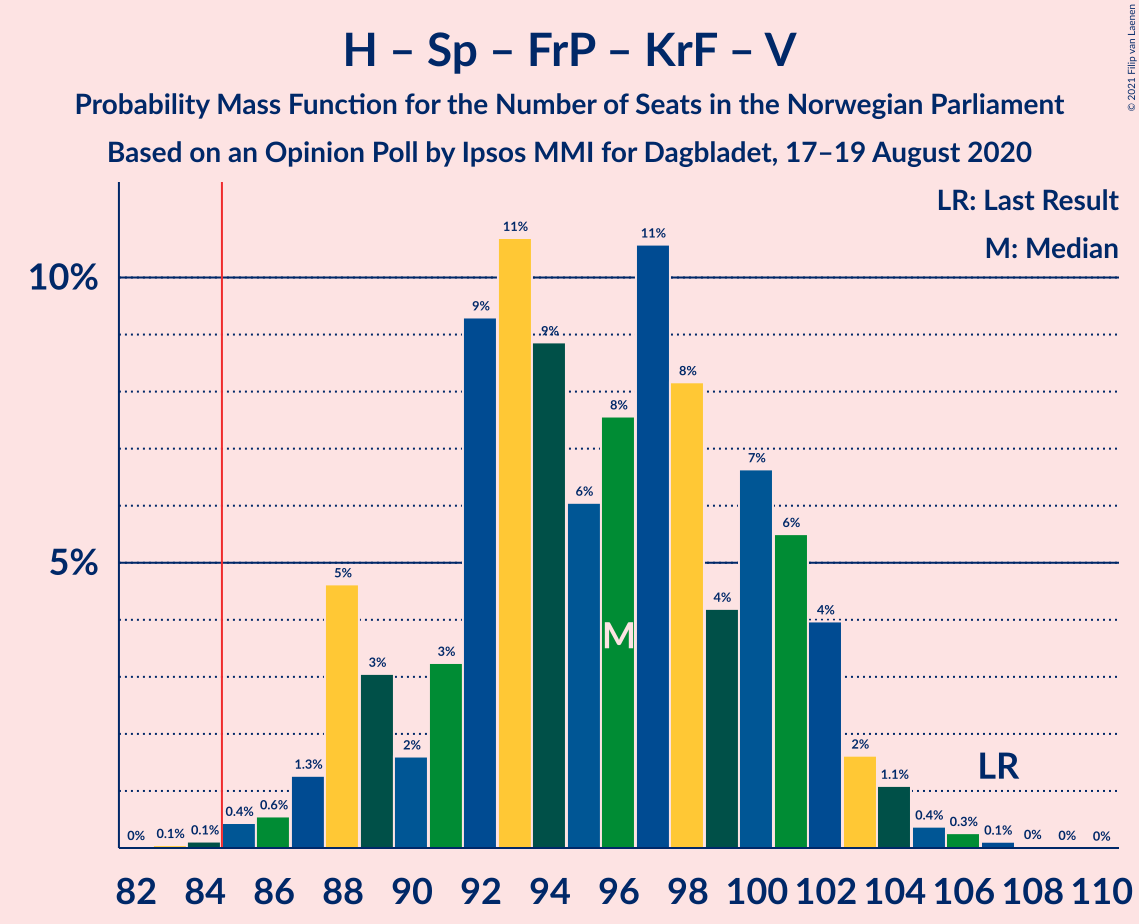 © 2021 Filip van Laenen
H – Sp – FrP – KrF – V
Probability Mass Function for the Number of Seats in the Norwegian Parliament
Based on an Opinion Poll by Ipsos MMI for Dagbladet, 17–19 August 2020
LR: Last Result
M: Median
10%
5%
0% 0.1% 0.1% 0.4% 0.6% 1.3% 5% 3% 2% 3% 9% 11% 9% 6% 8% 11% 8% 4% 7% 6% 4% 2% 1.1% 0.4% 0.3% 0.1% 0% 0% 0%
M
LR
82 84 86 88 90 92 94 96 98 100 102 104 106 108 110